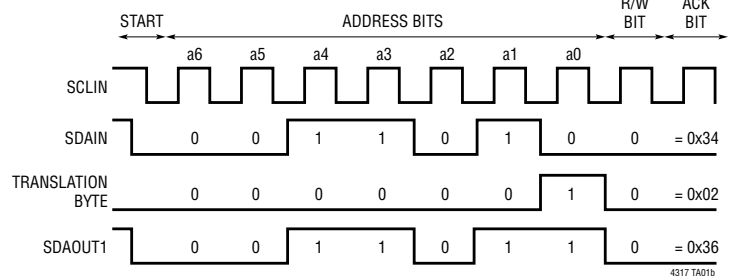 START ADDRESS BITS R/W BIT ACK BIT
a6 a5 a4 a3 a2 a1 a0
SCLIN
SDAIN 0 0 1 1 0 1 0 0 = 0x34
TRANSLATION BYTE 0 0 0 0 0 0 1 0 = 0x02
SDAOUT1 0 0 1 1 0 1 1 0 = 0x36
4317 TA01b